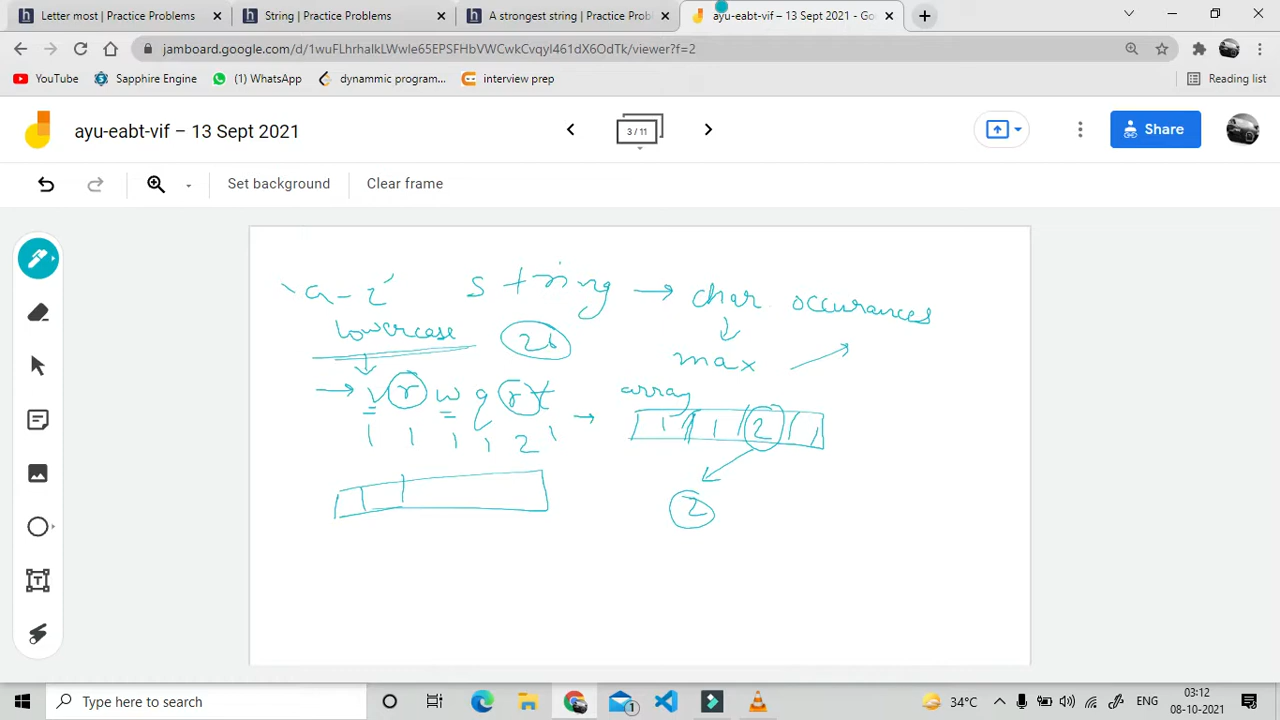 Letter most | Practice Problems
String | Practice Problems
A strongest string | Practice Prob
ayu-eabt-vif – 13 Sept 2021 - Go
jamboard.google.com/d/1wuFLhrhalkLWwle65EPSFHbVWCwkCvqyl461dX6OdTk/viewer?f=2
YouTube
Sapphire Engine
(1) WhatsApp
dynammic program...
interview prep
Reading list
ayu-eabt-vif – 13 Sept 2021
3 / 11
Share
Set background
Clear frame
'a-z' string → char occurances
lowercase 26
max
→ v r w q r t → array
1 1 1 1 2 1
1 1 2 1
2
Type here to search
1
34°C
03:12
08-10-2021